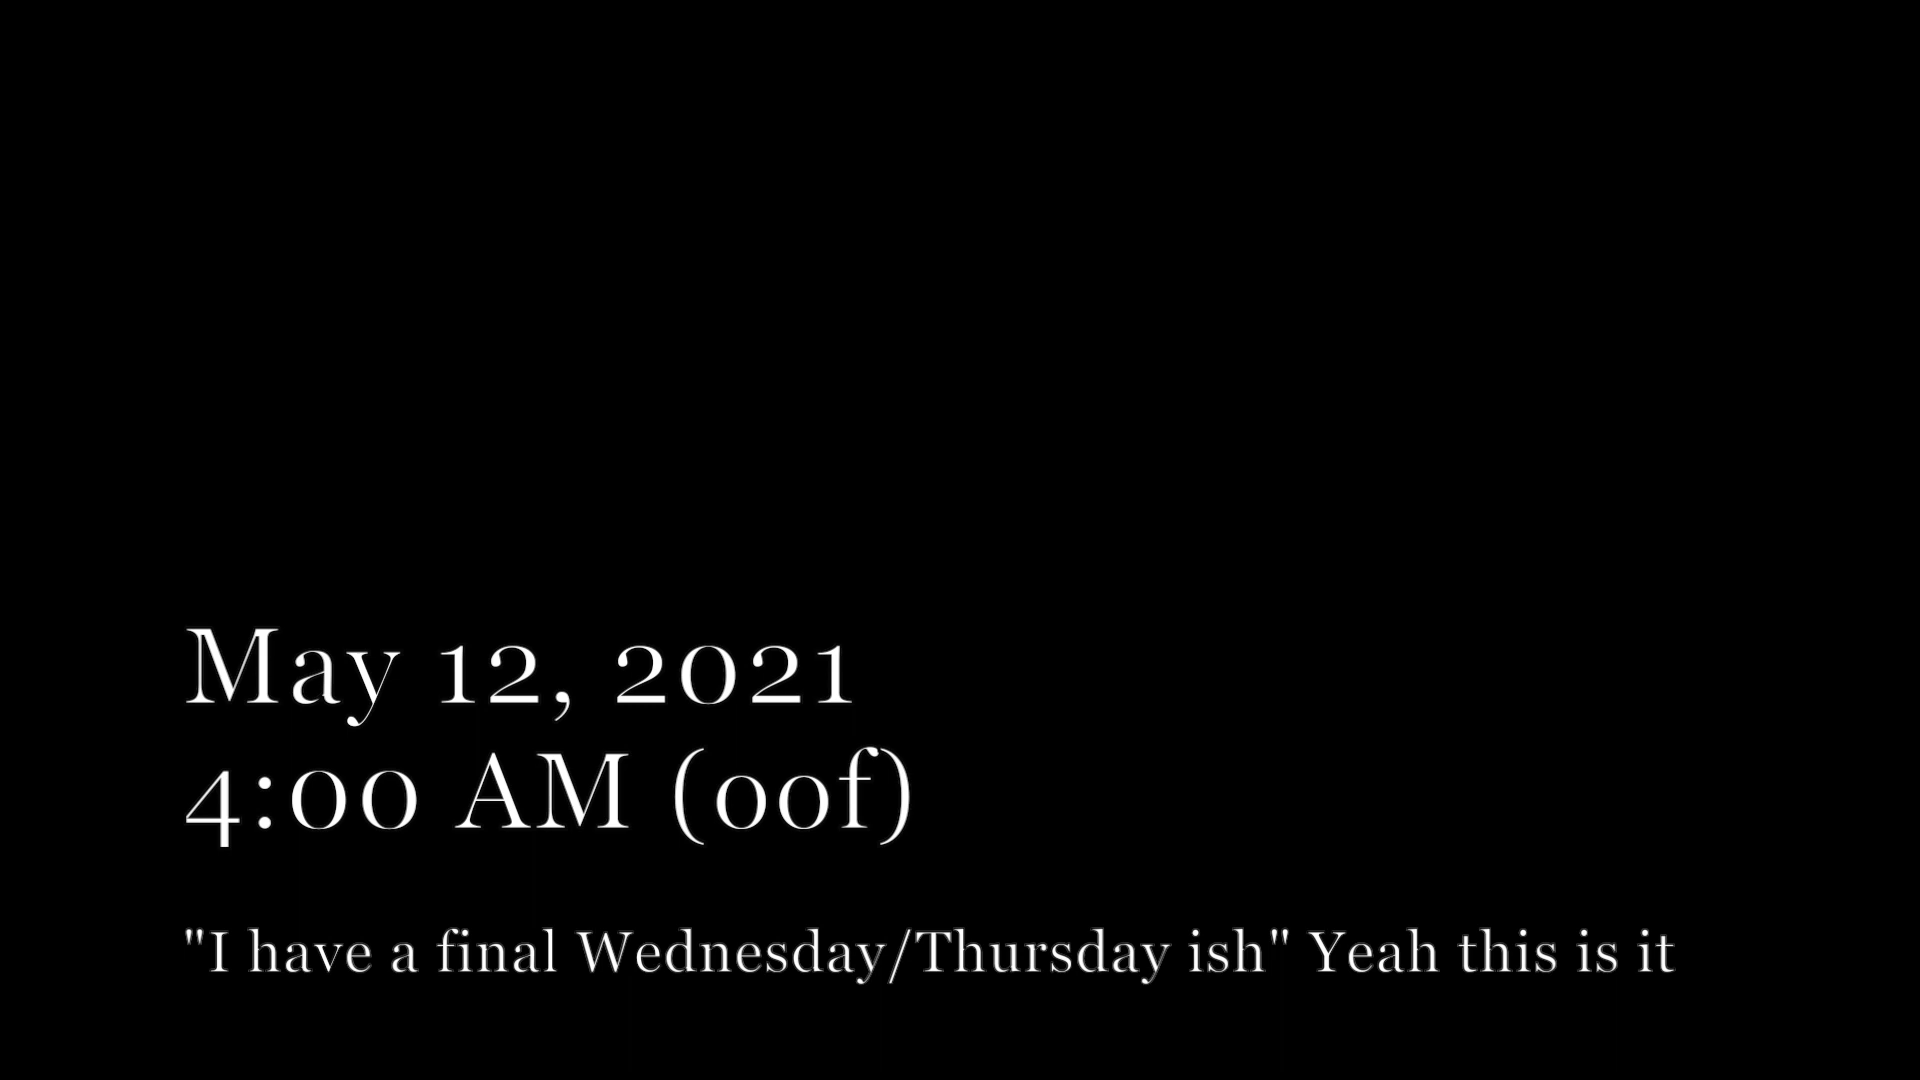 May 12, 2021
4:00 AM (oof)
"I have a final Wednesday/Thursday ish" Yeah this is it